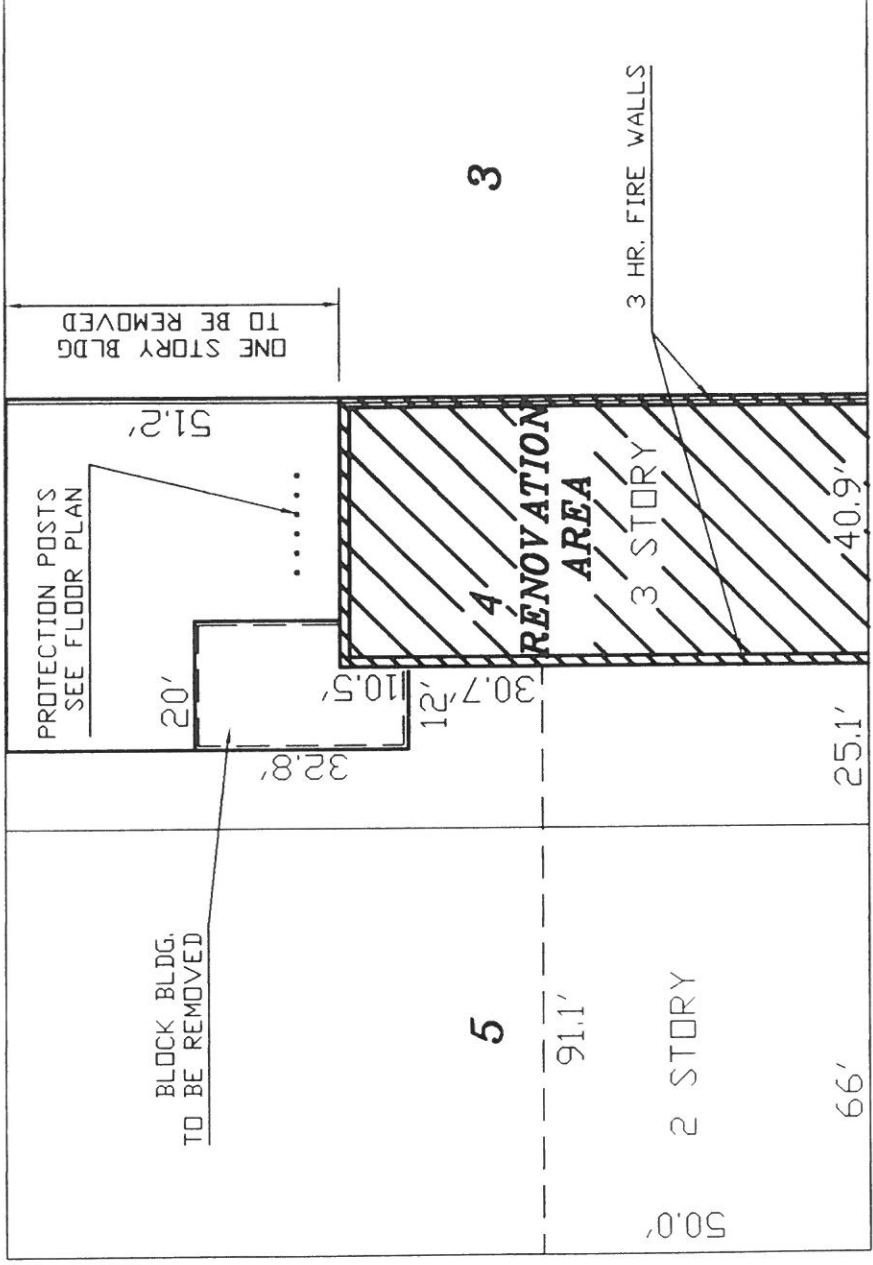 PROTECTION POSTS
SEE FLOOR PLAN
51.2'
ONE STORY BLDG
TO BE REMOVED
BLOCK BLDG.
TO BE REMOVED
20'
32.8'
10.5'
12'
30.7'
3
3 HR. FIRE WALLS
4
RENOVATION
AREA
3 STORY
40.9'
5
91.1'
2 STORY
50.0'
66'
25.1'